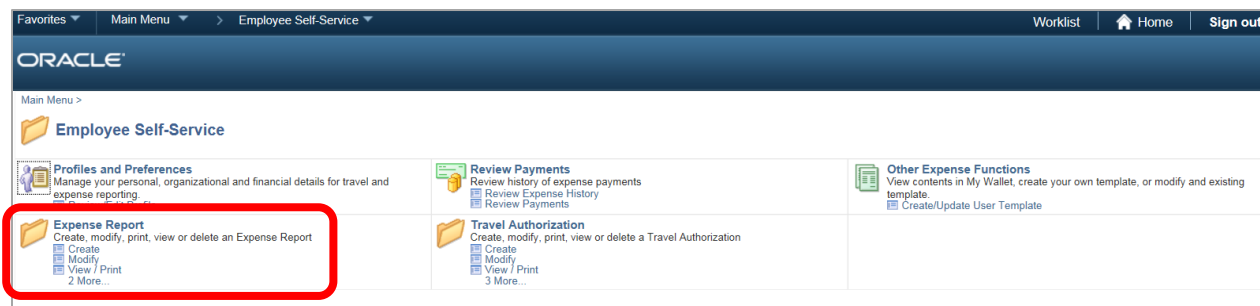 Favorites Main Menu > Employee Self-Service Worklist Home Sign out
ORACLE
Main Menu >
Employee Self-Service
Profiles and Preferences
Manage your personal, organizational and financial details for travel and
expense reporting.
Review Payments
Review history of expense payments
Review Expense History
Review Payments
Other Expense Functions
View contents in My Wallet, create your own template, or modify and existing
template.
Create/Update User Template
Expense Report
Create, modify, print, view or delete an Expense Report
Create
Modify
View / Print
2 More...
Travel Authorization
Create, modify, print, view or delete a Travel Authorization
Create
Modify
View / Print
3 More...